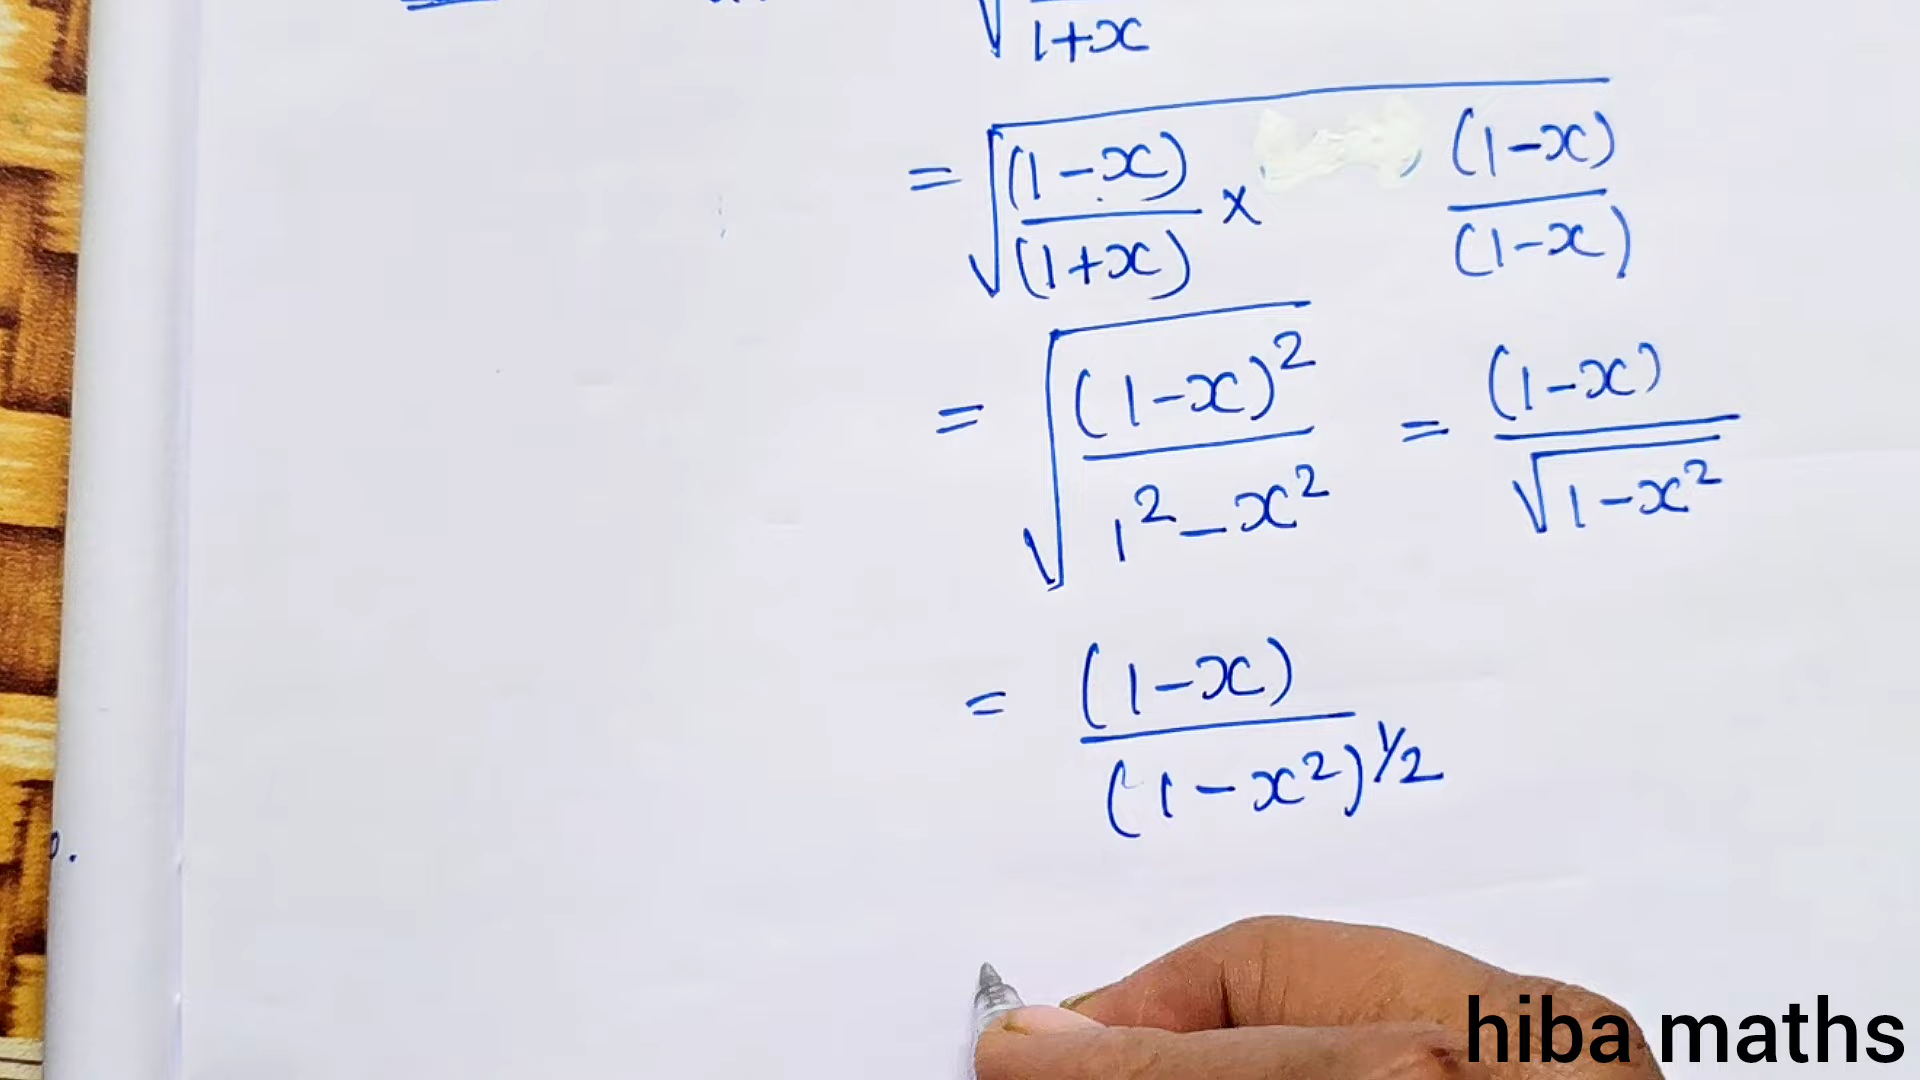 √ 1+x
= √((1-x)/(1+x) × (1-x)/(1-x))
= √((1-x)²/(1²-x²)) = (1-x)/√(1-x²)
= (1-x)/(1-x²)^1/2
hiba maths